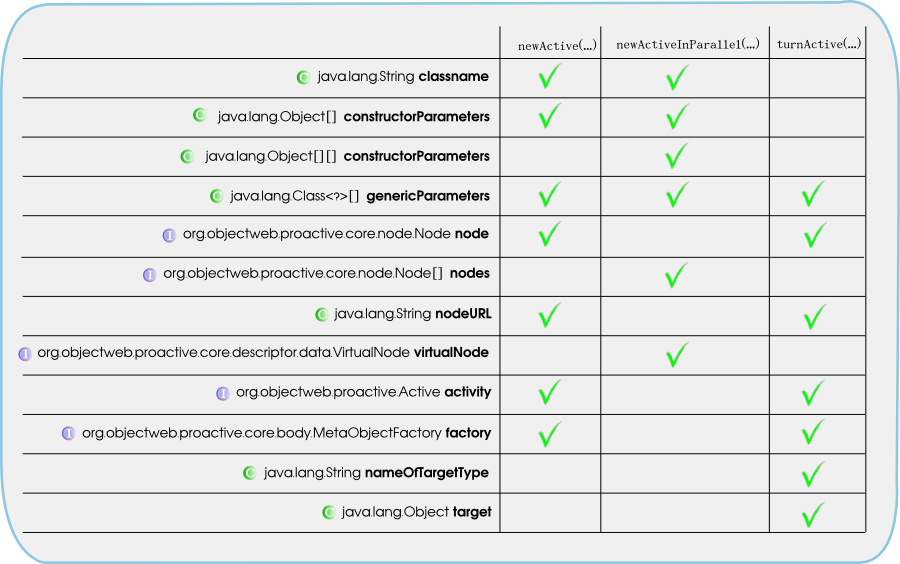 newActive(...) newActiveInParallel(...) turnActive(...)
C java.lang.String classname
C java.lang.Object[] constructorParameters
C java.lang.Object[][] constructorParameters
C java.lang.Class<?>[] genericParameters
I org.objectweb.proactive.core.node.Node node
I org.objectweb.proactive.core.node.Node[] nodes
C java.lang.String nodeURL
I org.objectweb.proactive.core.descriptor.data.VirtualNode virtualNode
I org.objectweb.proactive.Active activity
I org.objectweb.proactive.core.body.MetaObjectFactory factory
C java.lang.String nameOfTargetType
C java.lang.Object target